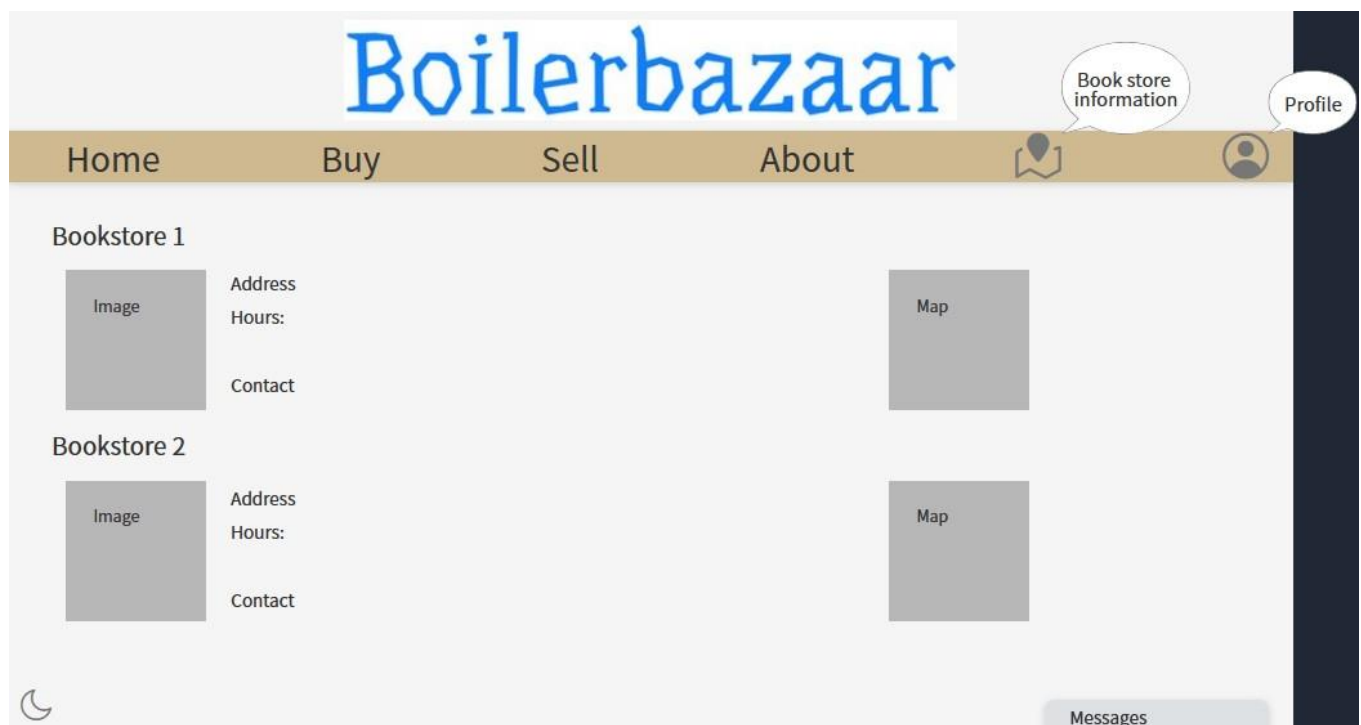 Boilerbazaar
Book store
information
Profile
Home Buy Sell About
Bookstore 1
Image
Address
Hours:
Contact
Map
Bookstore 2
Image
Address
Hours:
Contact
Map
Messages